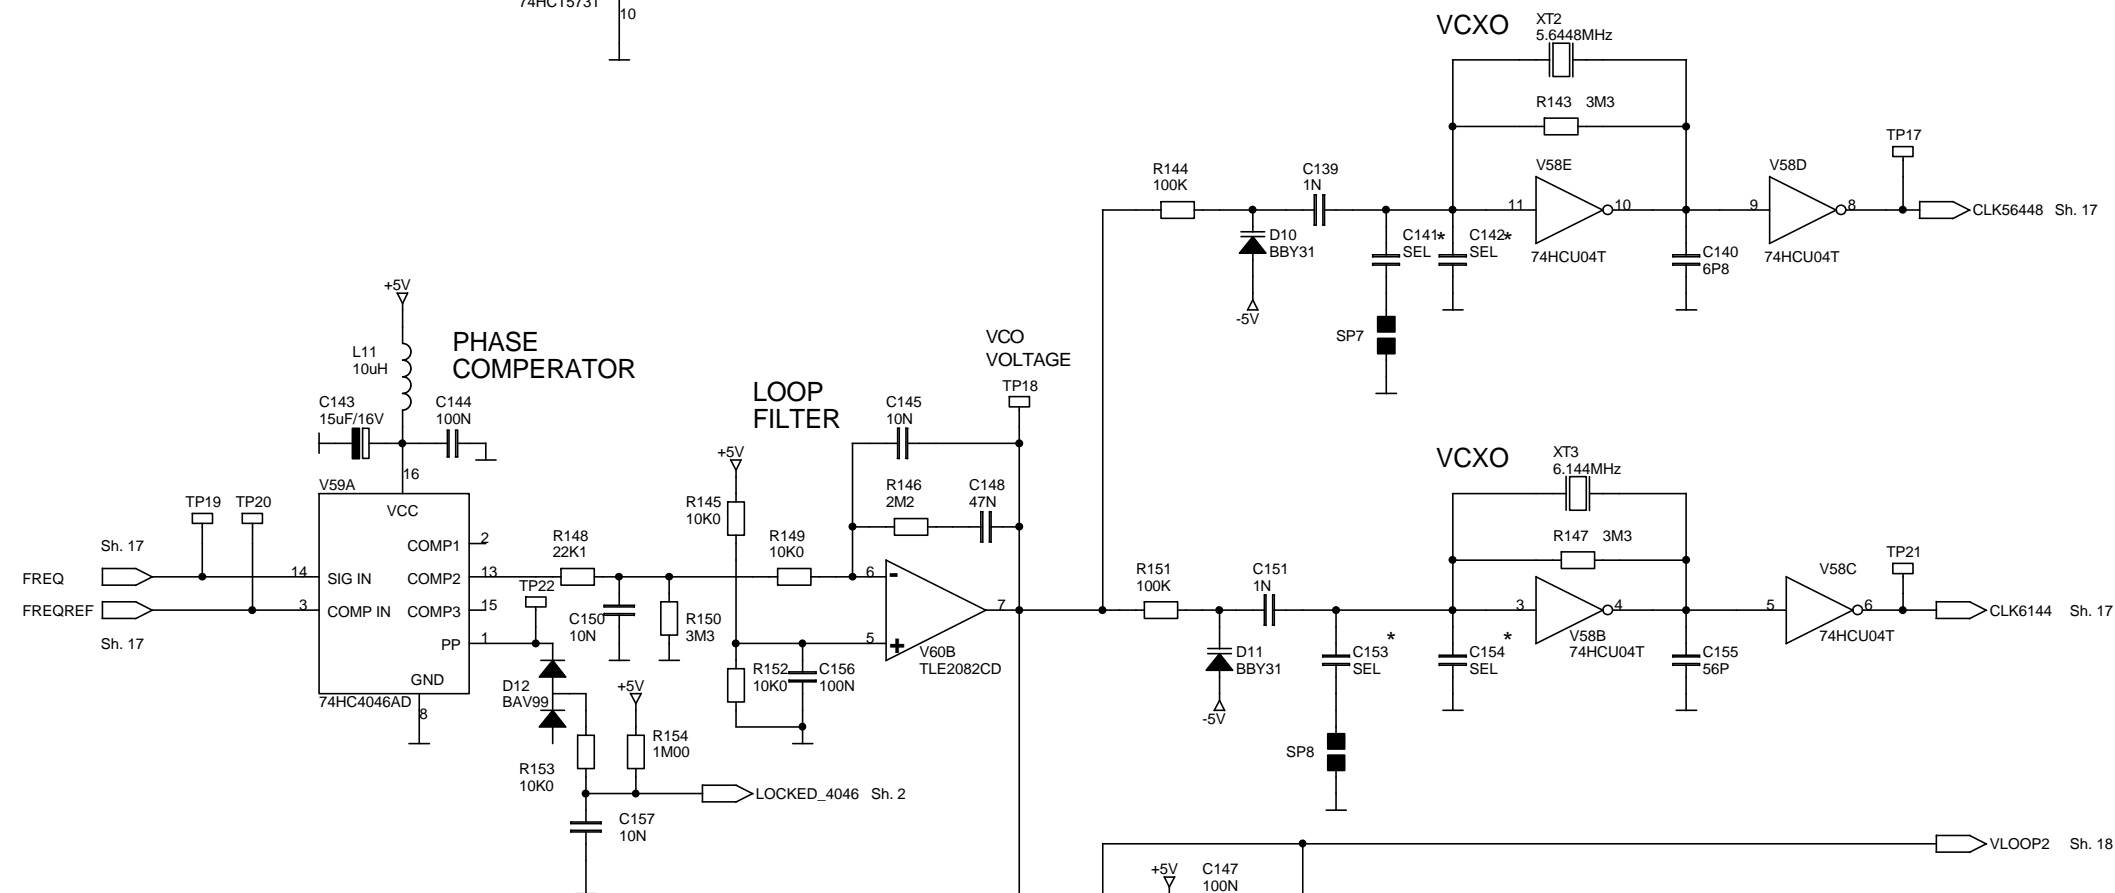 74HCT573T
10
VCXO
XT2
5.6448MHz
R143 3M3
TP17
R144
100K
C139
1N
V58E
V58D
11
10
9
8
CLK56448 Sh. 17
D10
BBY31
C141*
SEL
C142*
SEL
74HCU04T
C140
6P8
74HCU04T
-5V
SP7
+5V
L11
10uH
PHASE
COMPERATOR
VCO
VOLTAGE
TP18
C143
15uF/16V
C144
100N
LOOP
FILTER
C145
10N
+5V
16
V59A
VCC
TP19
TP20
R145
10K0
R146
2M2
C148
47N
VCXO
XT3
6.144MHz
R147 3M3
TP21
Sh. 17
COMP1
2
R148
22K1
R149
10K0
FREQ
14
SIG IN
COMP2
13
TP22
6
-
R151
100K
C151
1N
V58C
FREQREF
3
COMP IN
COMP3
15
C150
10N
R150
3M3
7
3
4
5
6
CLK6144 Sh. 17
Sh. 17
PP
1
5
+
V60B
TLE2082CD
D11
BBY31
*
C153
SEL
*
C154
SEL
V58B
74HCU04T
C155
56P
74HCU04T
GND
74HC4046AD
8
D12
BAV99
+5V
R152
10K0
C156
100N
-5V
R153
10K0
R154
1M00
SP8
LOCKED_4046 Sh. 2
C157
10N
VLOOP2 Sh. 18
+5V
C147
100N